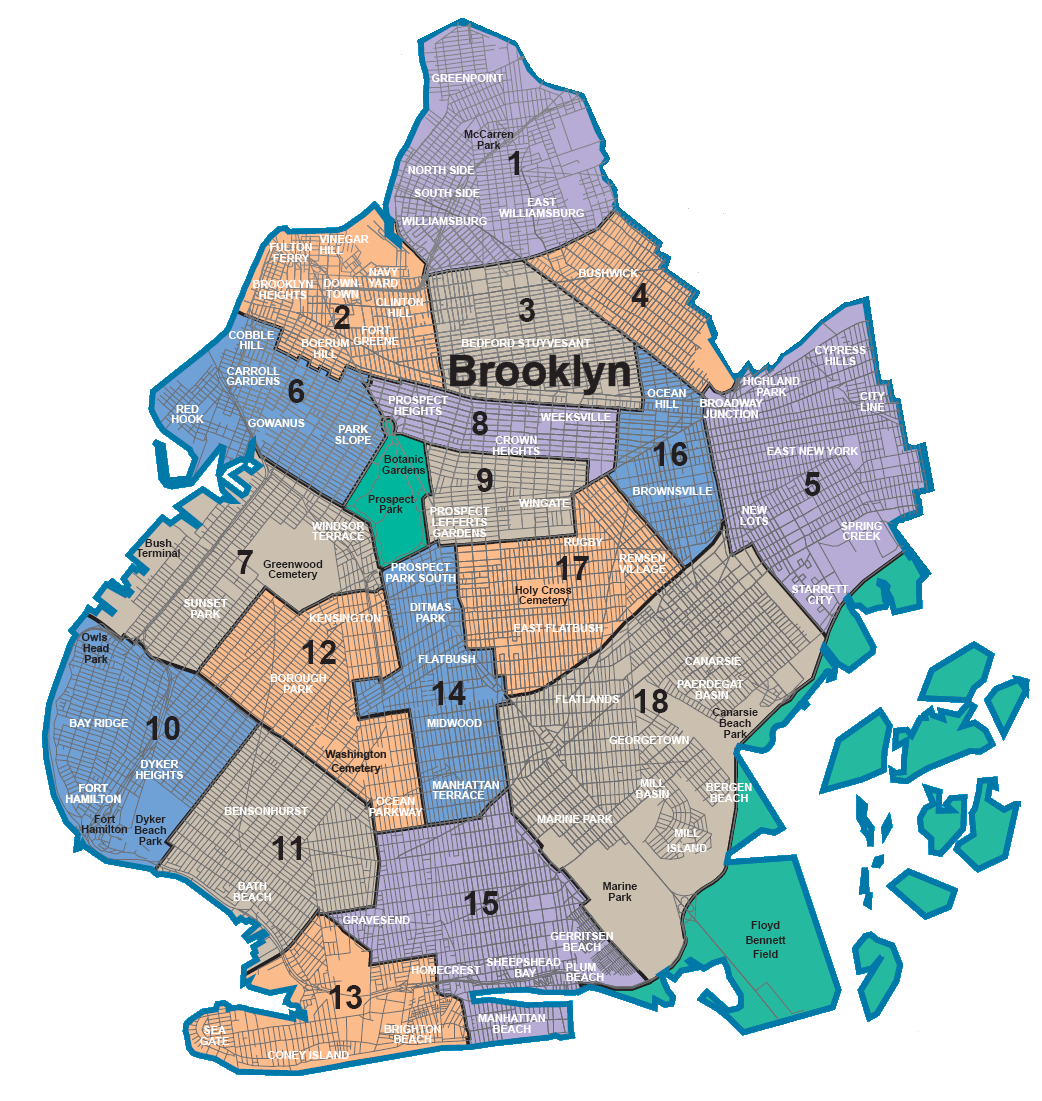 GREENPOINT
McCarren
Park
1
NORTH SIDE
SOUTH SIDE
EAST
WILLIAMSBURG
WILLIAMSBURG
VINEGAR
HILL
FULTON
FERRY
NAVY
YARD
BROOKLYN
HEIGHTS
DOWN-
TOWN
CLINTON
HILL
2
FORT
GREENE
BOERUM
HILL
BUSHWICK
4
3
BEDFORD STUYVESANT
Brooklyn
COBBLE
HILL
CARROLL
GARDENS
6
RED
HOOK
GOWANUS
PARK
SLOPE
PROSPECT
HEIGHTS
8
WEEKSVILLE
CROWN
HEIGHTS
OCEAN
HILL
16
BROWNSVILLE
CYPRESS
HILLS
HIGHLAND
PARK
BROADWAY
JUNCTION
CITY
LINE
EAST NEW YORK
5
NEW
LOTS
SPRING
CREEK
STARRETT
CITY
Botanic
Gardens
Prospect
Park
9
WINGATE
PROSPECT
LEFFERTS
GARDENS
WINDSOR
TERRACE
Bush
Terminal
7
Greenwood
Cemetery
SUNSET
PARK
PROSPECT
PARK SOUTH
DITMAS
PARK
FLATBUSH
14
MIDWOOD
MANHATTAN
TERRACE
RUGBY
REMSEN
VILLAGE
17
Holy Cross
Cemetery
EAST FLATBUSH
KENSINGTON
12
BOROUGH
PARK
Washington
Cemetery
OCEAN
PARKWAY
Owls
Head
Park
BAY RIDGE
10
DYKER
HEIGHTS
FORT
HAMILTON
Fort
Hamilton
Dyker
Beach
Park
CANARSIE
PAERDEGAT
BASIN
FLATLANDS
18
Canarsie
Beach
Park
GEORGETOWN
MILL
BASIN
BERGEN
BEACH
MARINE PARK
MILL
ISLAND
Marine
Park
BENSONHURST
11
BATH
BEACH
15
GRAVESEND
GERRITSEN
BEACH
HOMECREST
SHEEPSHEAD
BAY
PLUM
BEACH
Floyd
Bennett
Field
13
MANHATTAN
BEACH
SEA
GATE
BRIGHTON
BEACH
CONEY ISLAND